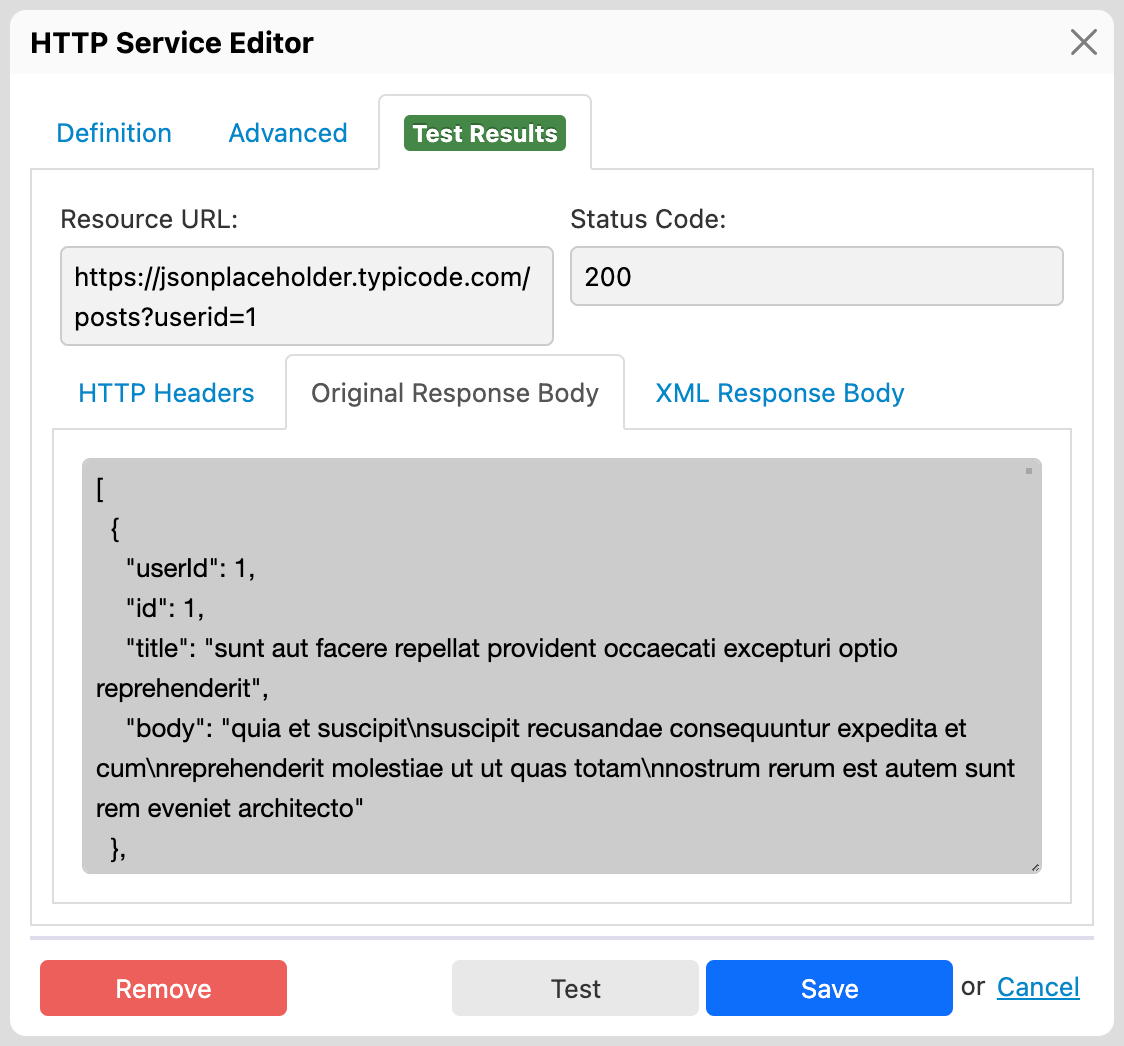 HTTP Service Editor
Definition
Advanced
Test Results
Resource URL:
Status Code:
https://jsonplaceholder.typicode.com/
posts?userid=1
200
HTTP Headers
Original Response Body
XML Response Body
[
{
"userId": 1,
"id": 1,
"title": "sunt aut facere repellat provident occaecati excepturi optio
reprehenderit",
"body": "quia et suscipit\nsuscipit recusandae consequuntur expedita et
cum\nreprehenderit molestiae ut ut quas totam\nnostrum rerum est autem sunt
rem eveniet architecto"
},
Remove
Test
Save
or Cancel